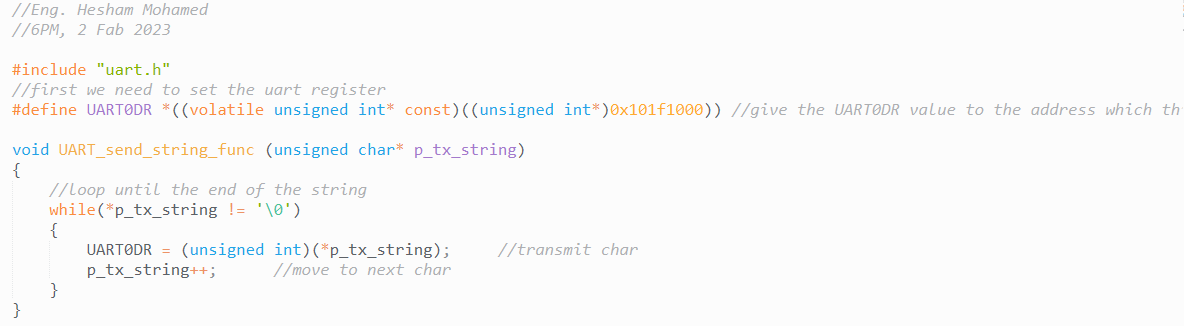 //Eng. Hesham Mohamed
//6PM, 2 Fab 2023
#include "uart.h"
//first we need to set the uart register
#define UART0DR *((volatile unsigned int* const)((unsigned int*)0x101f1000)) //give the UART0DR value to the address which th
void UART_send_string_func (unsigned char* p_tx_string)
{
//loop until the end of the string
while(*p_tx_string != '\0')
{
UART0DR = (unsigned int)(*p_tx_string); //transmit char
p_tx_string++; //move to next char
}
}